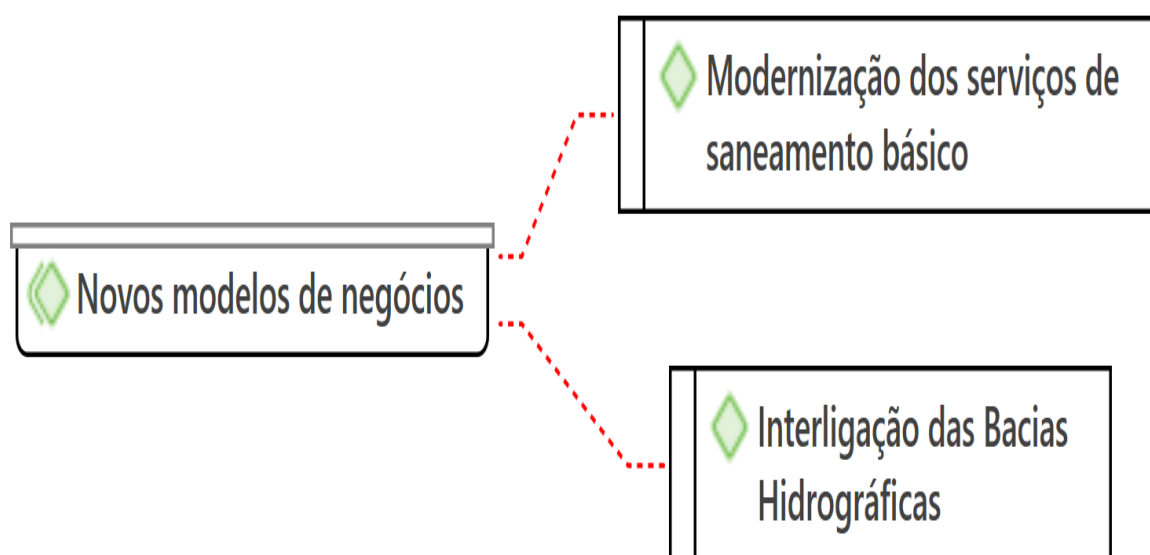 Modernização dos serviços de
saneamento básico
Novos modelos de negócios
Interligação das Bacias
Hidrográficas